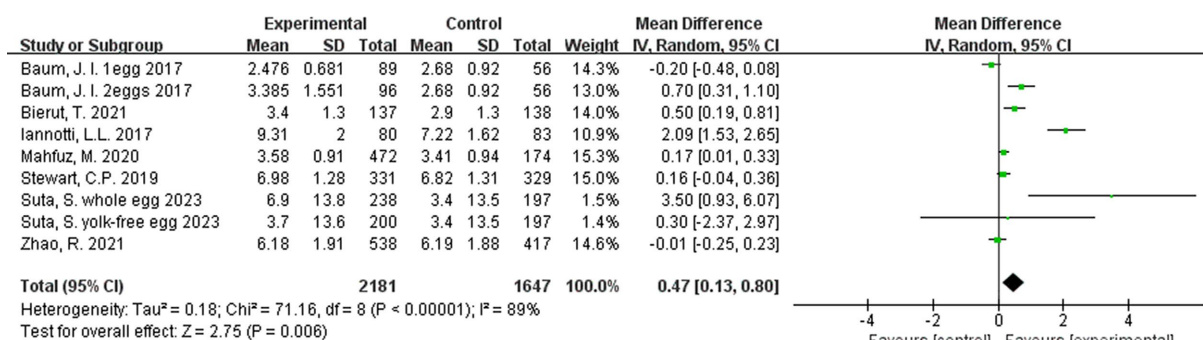 Experimental Control Mean Difference Mean Difference
Study or Subgroup Mean SD Total Mean SD Total Weight IV, Random, 95% CI IV, Random, 95% CI
Baum, J. I. 1egg 2017 2.476 0.681 89 2.68 0.92 56 14.3% -0.20 [-0.48, 0.08]
Baum, J. I. 2eggs 2017 3.385 1.551 96 2.68 0.92 56 13.0% 0.70 [0.31, 1.10]
Bierut, T. 2021 3.4 1.3 137 2.9 1.3 138 14.0% 0.50 [0.19, 0.81]
Iannotti, L.L. 2017 9.31 2 80 7.22 1.62 83 10.9% 2.09 [1.53, 2.65]
Mahfuz, M. 2020 3.58 0.91 472 3.41 0.94 174 15.3% 0.17 [0.01, 0.33]
Stewart, C.P. 2019 6.98 1.28 331 6.82 1.31 329 15.0% 0.16 [-0.04, 0.36]
Suta, S. whole egg 2023 6.9 13.8 238 3.4 13.5 197 1.5% 3.50 [0.93, 6.07]
Suta, S. yolk-free egg 2023 3.7 13.6 200 3.4 13.5 197 1.4% 0.30 [-2.37, 2.97]
Zhao, R. 2021 6.18 1.91 538 6.19 1.88 417 14.6% -0.01 [-0.25, 0.23]
Total (95% CI) 2181 1647 100.0% 0.47 [0.13, 0.80]
Heterogeneity: Tau² = 0.18; Chi² = 71.16, df = 8 (P < 0.00001); I² = 89%
Test for overall effect: Z = 2.75 (P = 0.006)
-4 -2 0 2 4
Favours [control] Favours [experimental]